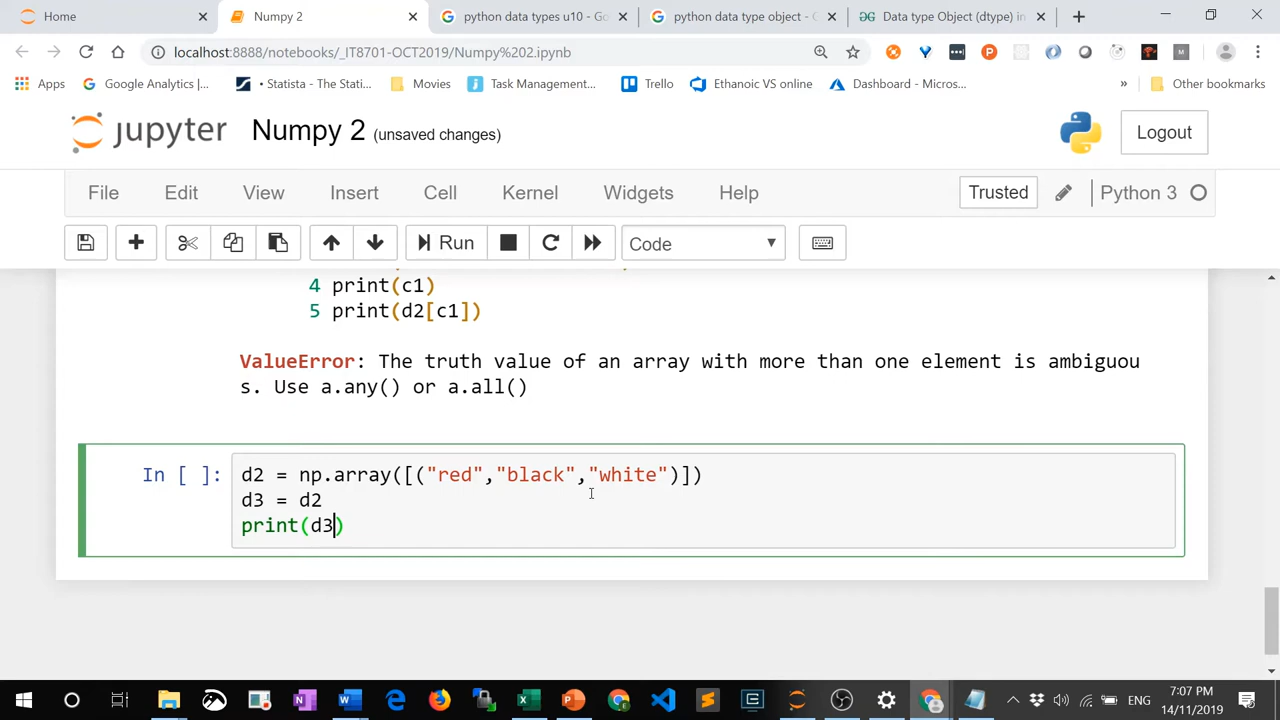 Home
Numpy 2
python data types u10 - Go
python data type object - G
Data type Object (dtype) in
localhost:8888/notebooks/_IT8701-OCT2019/Numpy%202.ipynb
Apps
Google Analytics |...
• Statista - The Stati...
Movies
Task Management...
Trello
Ethanoic VS online
Dashboard - Micros...
»
Other bookmarks
jupyter Numpy 2 (unsaved changes)
Logout
File Edit View Insert Cell Kernel Widgets Help
Trusted
Python 3
Run
Code
4 print(c1)
5 print(d2[c1])
ValueError: The truth value of an array with more than one element is ambiguou
s. Use a.any() or a.all()
In [ ]:
d2 = np.array([("red","black","white")])
d3 = d2
print(d3)
ENG
7:07 PM
14/11/2019